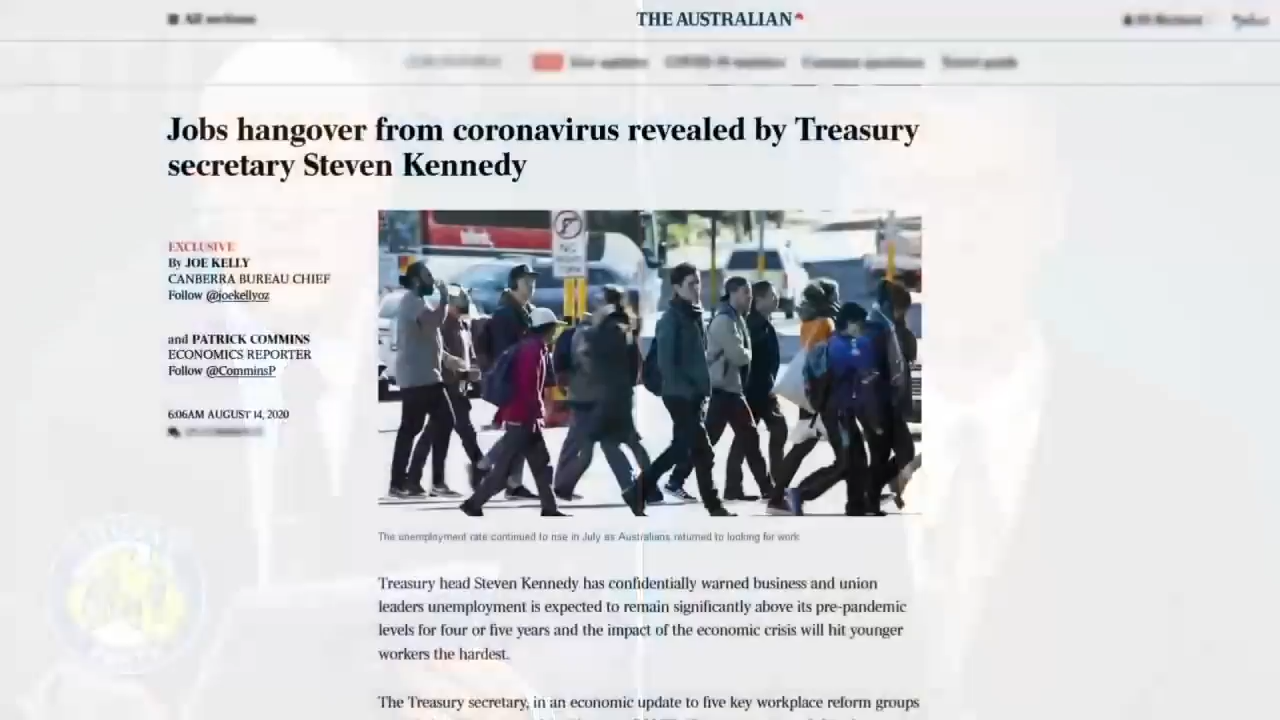 THE AUSTRALIAN
Jobs hangover from coronavirus revealed by Treasury
secretary Steven Kennedy
EXCLUSIVE
By JOE KELLY
CANBERRA BUREAU CHIEF
Follow @joekellyoz
and PATRICK COMMINS
ECONOMICS REPORTER
Follow @ComminsP
6:06AM AUGUST 14, 2020
NO
The unemployment rate continued to rise in July as Australians returned to looking for work
Treasury head Steven Kennedy has confidentially warned business and union
leaders unemployment is expected to remain significantly above its pre-pandemic
levels for four or five years and the impact of the economic crisis will hit younger
workers the hardest.
The Treasury secretary, in an economic update to five key workplace reform groups